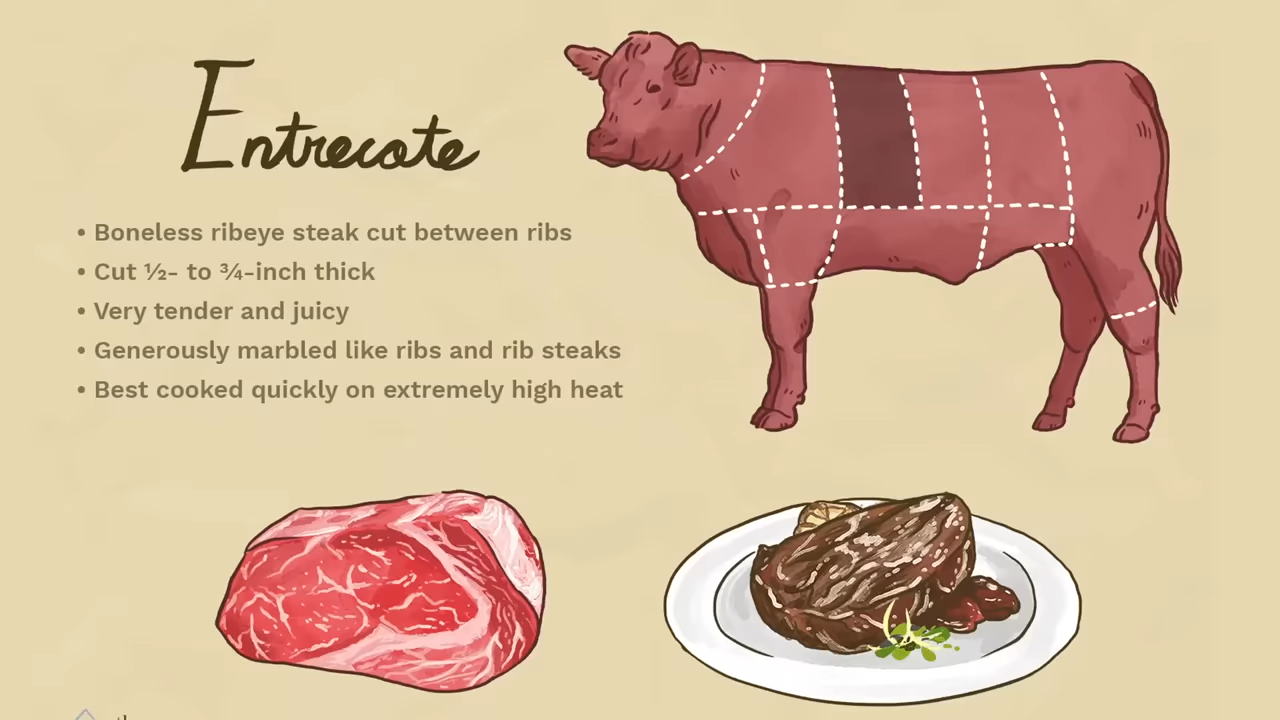 Entrecote
• Boneless ribeye steak cut between ribs
• Cut ½- to ¾-inch thick
• Very tender and juicy
• Generously marbled like ribs and rib steaks
• Best cooked quickly on extremely high heat